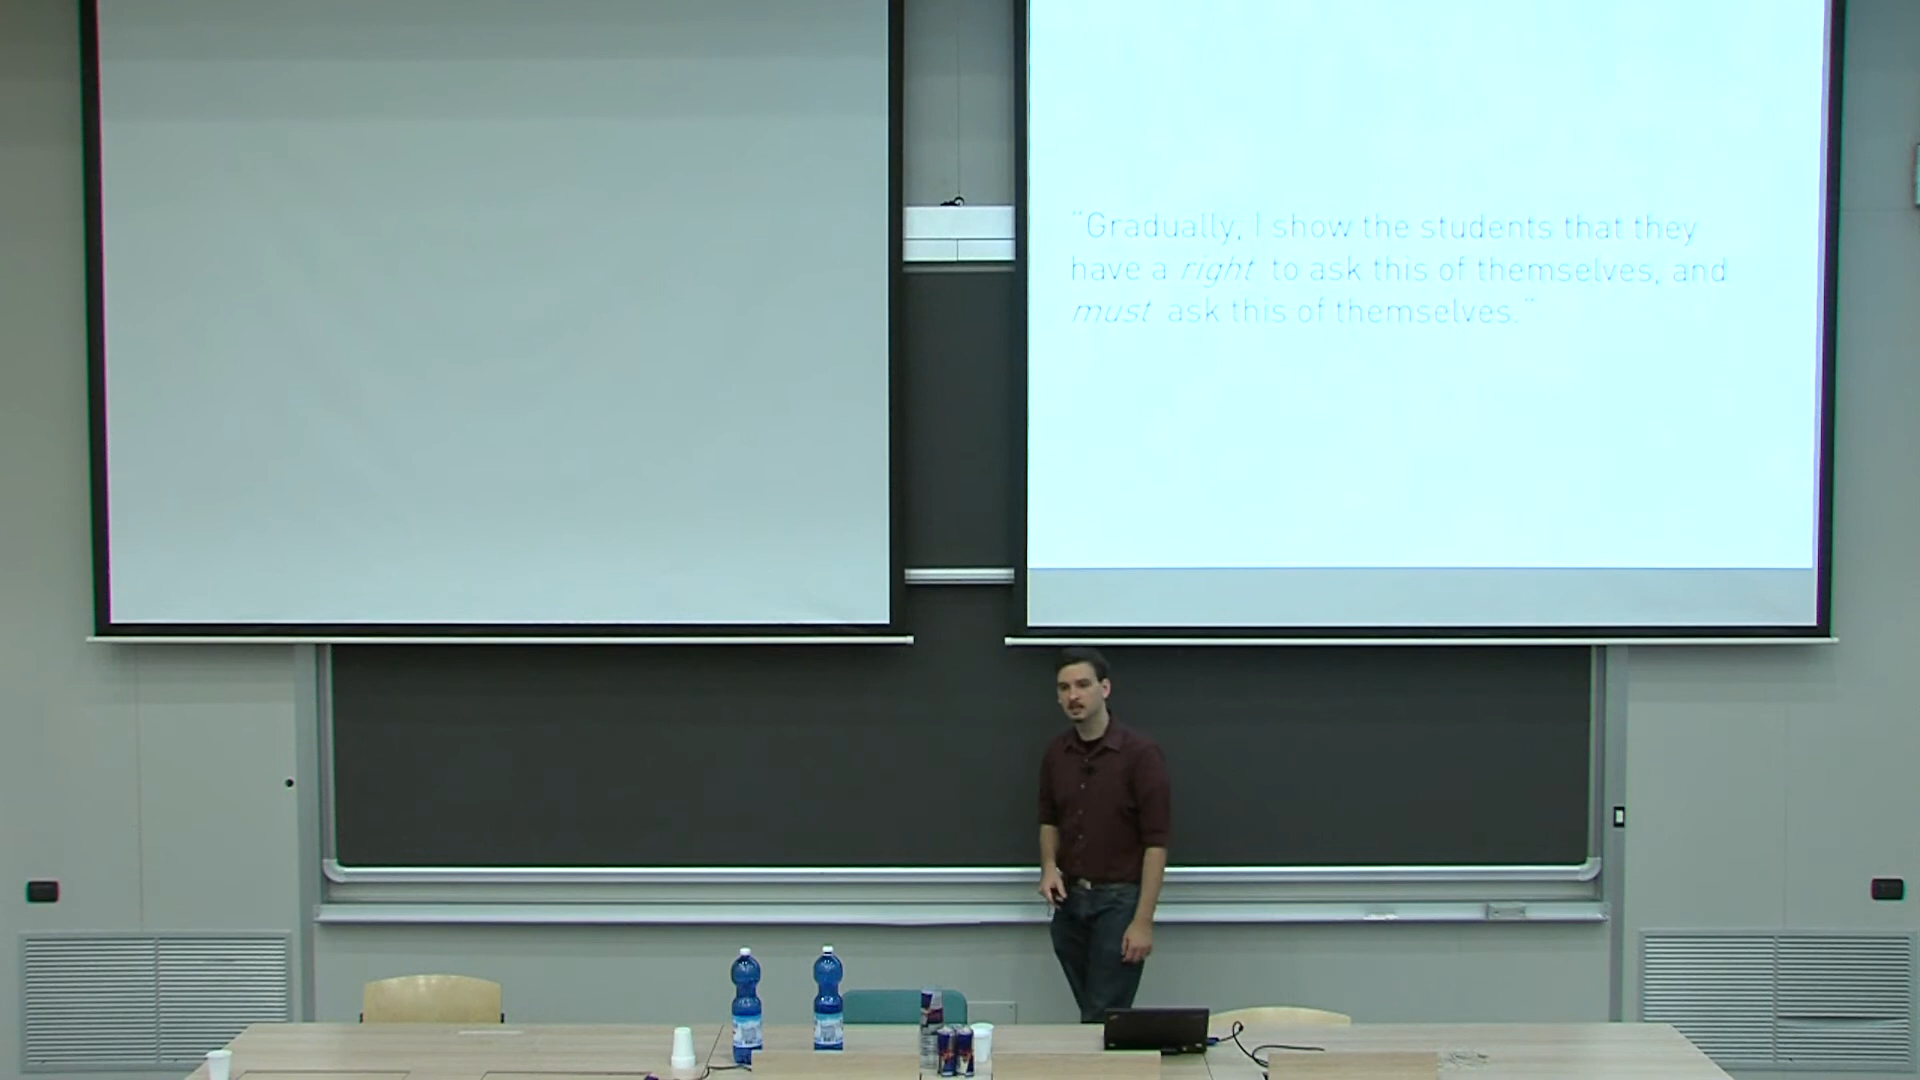 “Gradually, I show the students that they
have a right to ask this of themselves, and
must ask this of themselves.”